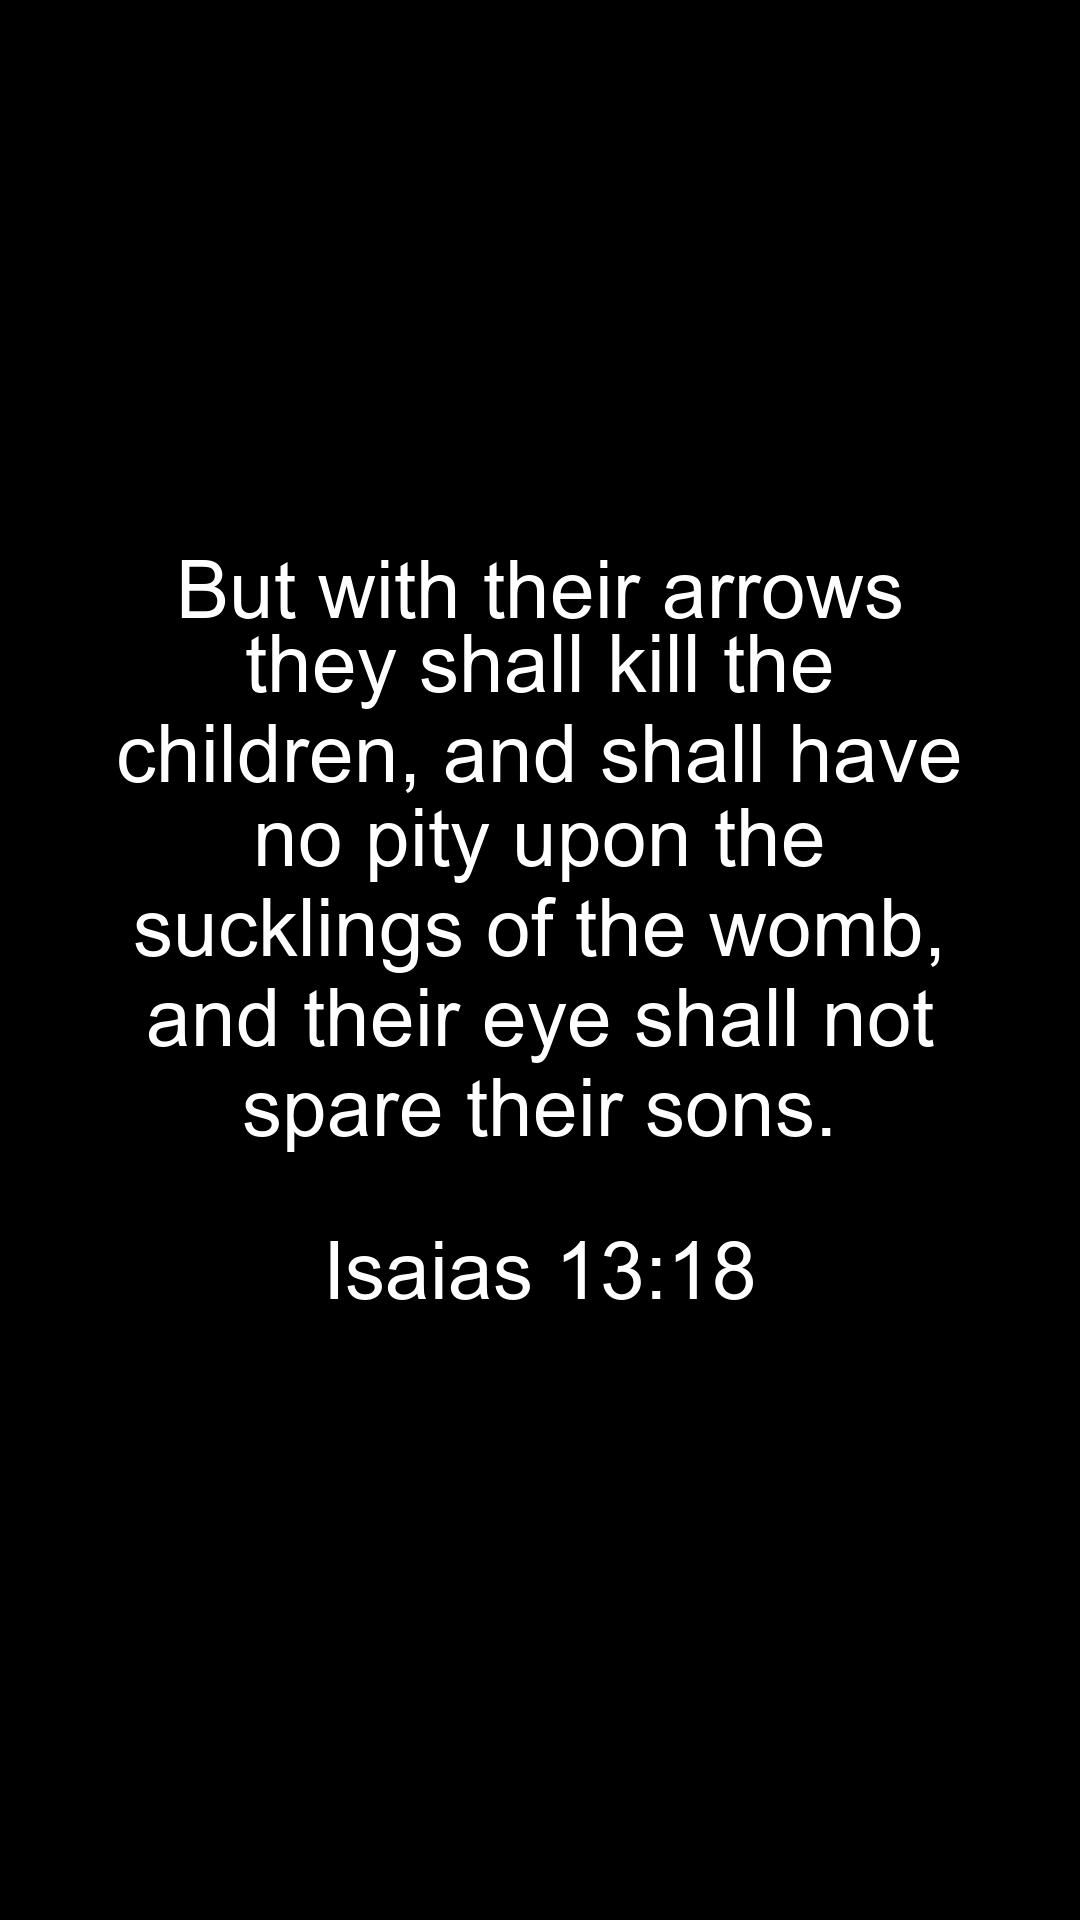 But with their arrows
they shall kill the
children, and shall have
no pity upon the
sucklings of the womb,
and their eye shall not
spare their sons.
Isaias 13:18